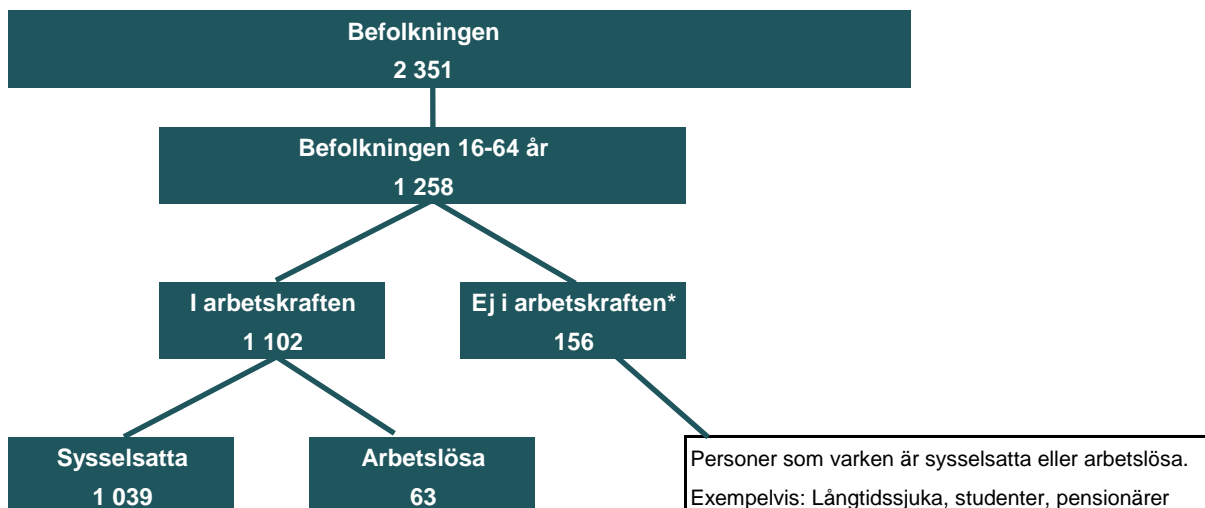 Befolkningen
2 351
Befolkningen 16-64 år
1 258
I arbetskraften
1 102
Ej i arbetskraften*
156
Sysselsatta
1 039
Arbetslösa
63
Personer som varken är sysselsatta eller arbetslösa.
Exempelvis: Långtidssjuka, studenter, pensionärer